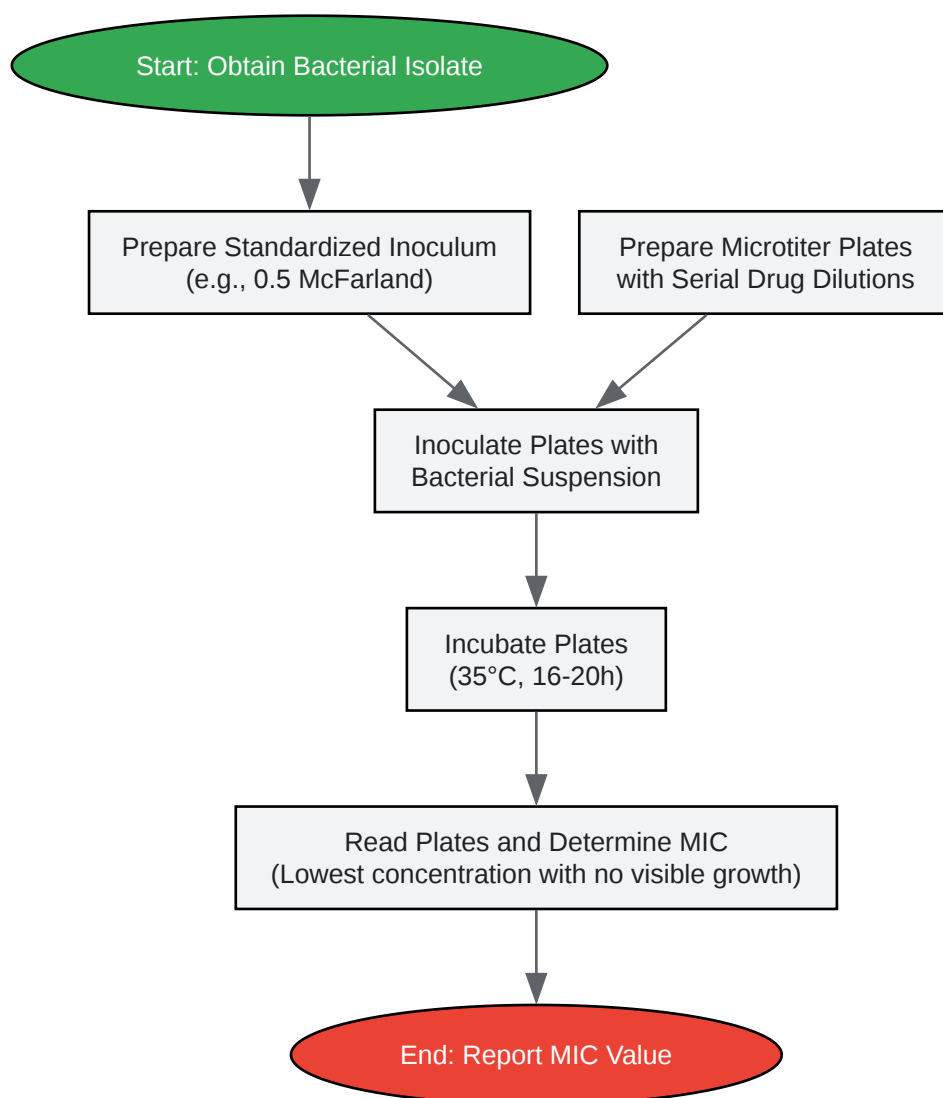 Start: Obtain Bacterial Isolate
Prepare Standardized Inoculum
(e.g., 0.5 McFarland)
Prepare Microtiter Plates
with Serial Drug Dilutions
Inoculate Plates with
Bacterial Suspension
Incubate Plates
(35°C, 16-20h)
Read Plates and Determine MIC
(Lowest concentration with no visible growth)
End: Report MIC Value